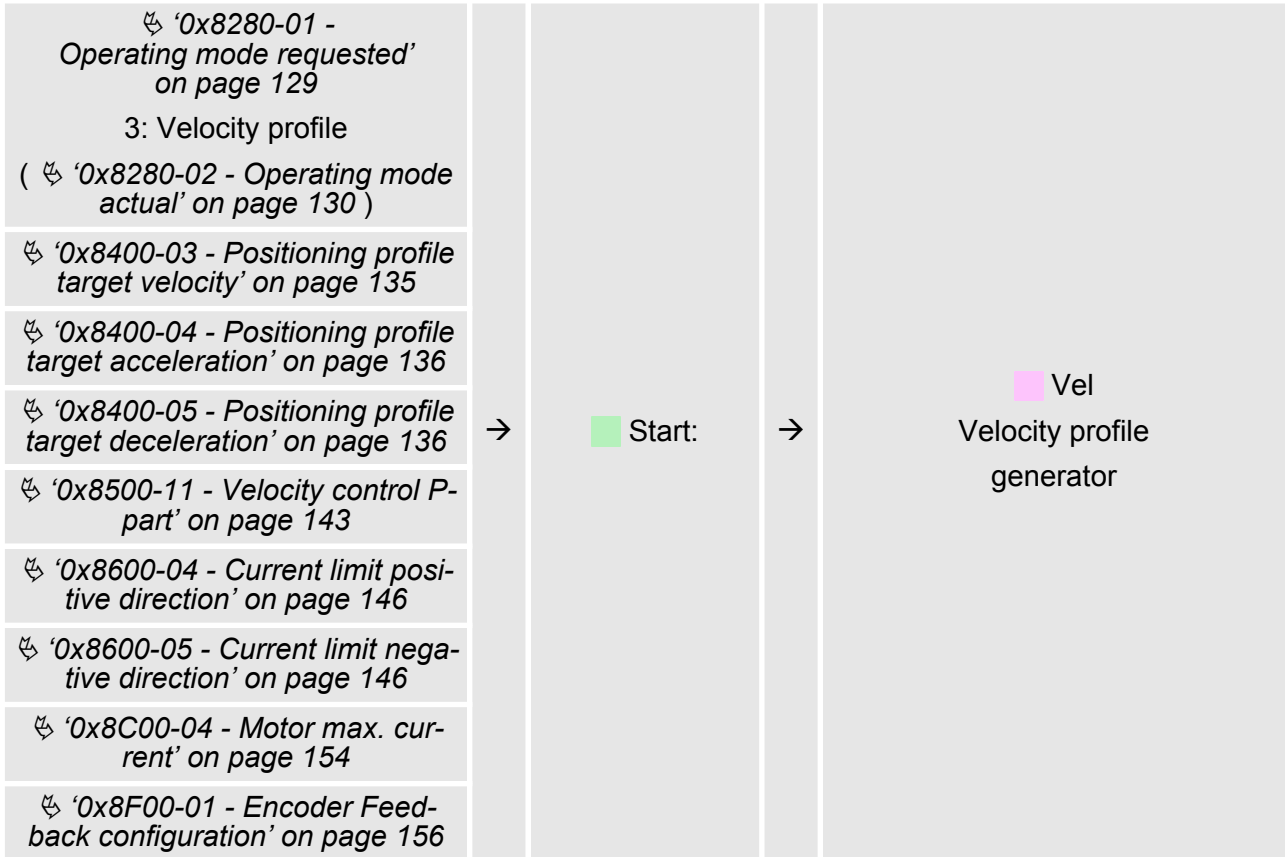 ↳ ‘0x8280-01 -
Operating mode requested’
on page 129
3: Velocity profile
( ↳ ‘0x8280-02 - Operating mode
actual’ on page 130 )
↳ ‘0x8400-03 - Positioning profile
target velocity’ on page 135
↳ ‘0x8400-04 - Positioning profile
target acceleration’ on page 136
↳ ‘0x8400-05 - Positioning profile
target deceleration’ on page 136
↳ ‘0x8500-11 - Velocity control P-
part’ on page 143
↳ ‘0x8600-04 - Current limit posi-
tive direction’ on page 146
↳ ‘0x8600-05 - Current limit nega-
tive direction’ on page 146
↳ ‘0x8C00-04 - Motor max. cur-
rent’ on page 154
↳ ‘0x8F00-01 - Encoder Feed-
back configuration’ on page 156
→
Start:
→
Vel
Velocity profile
generator